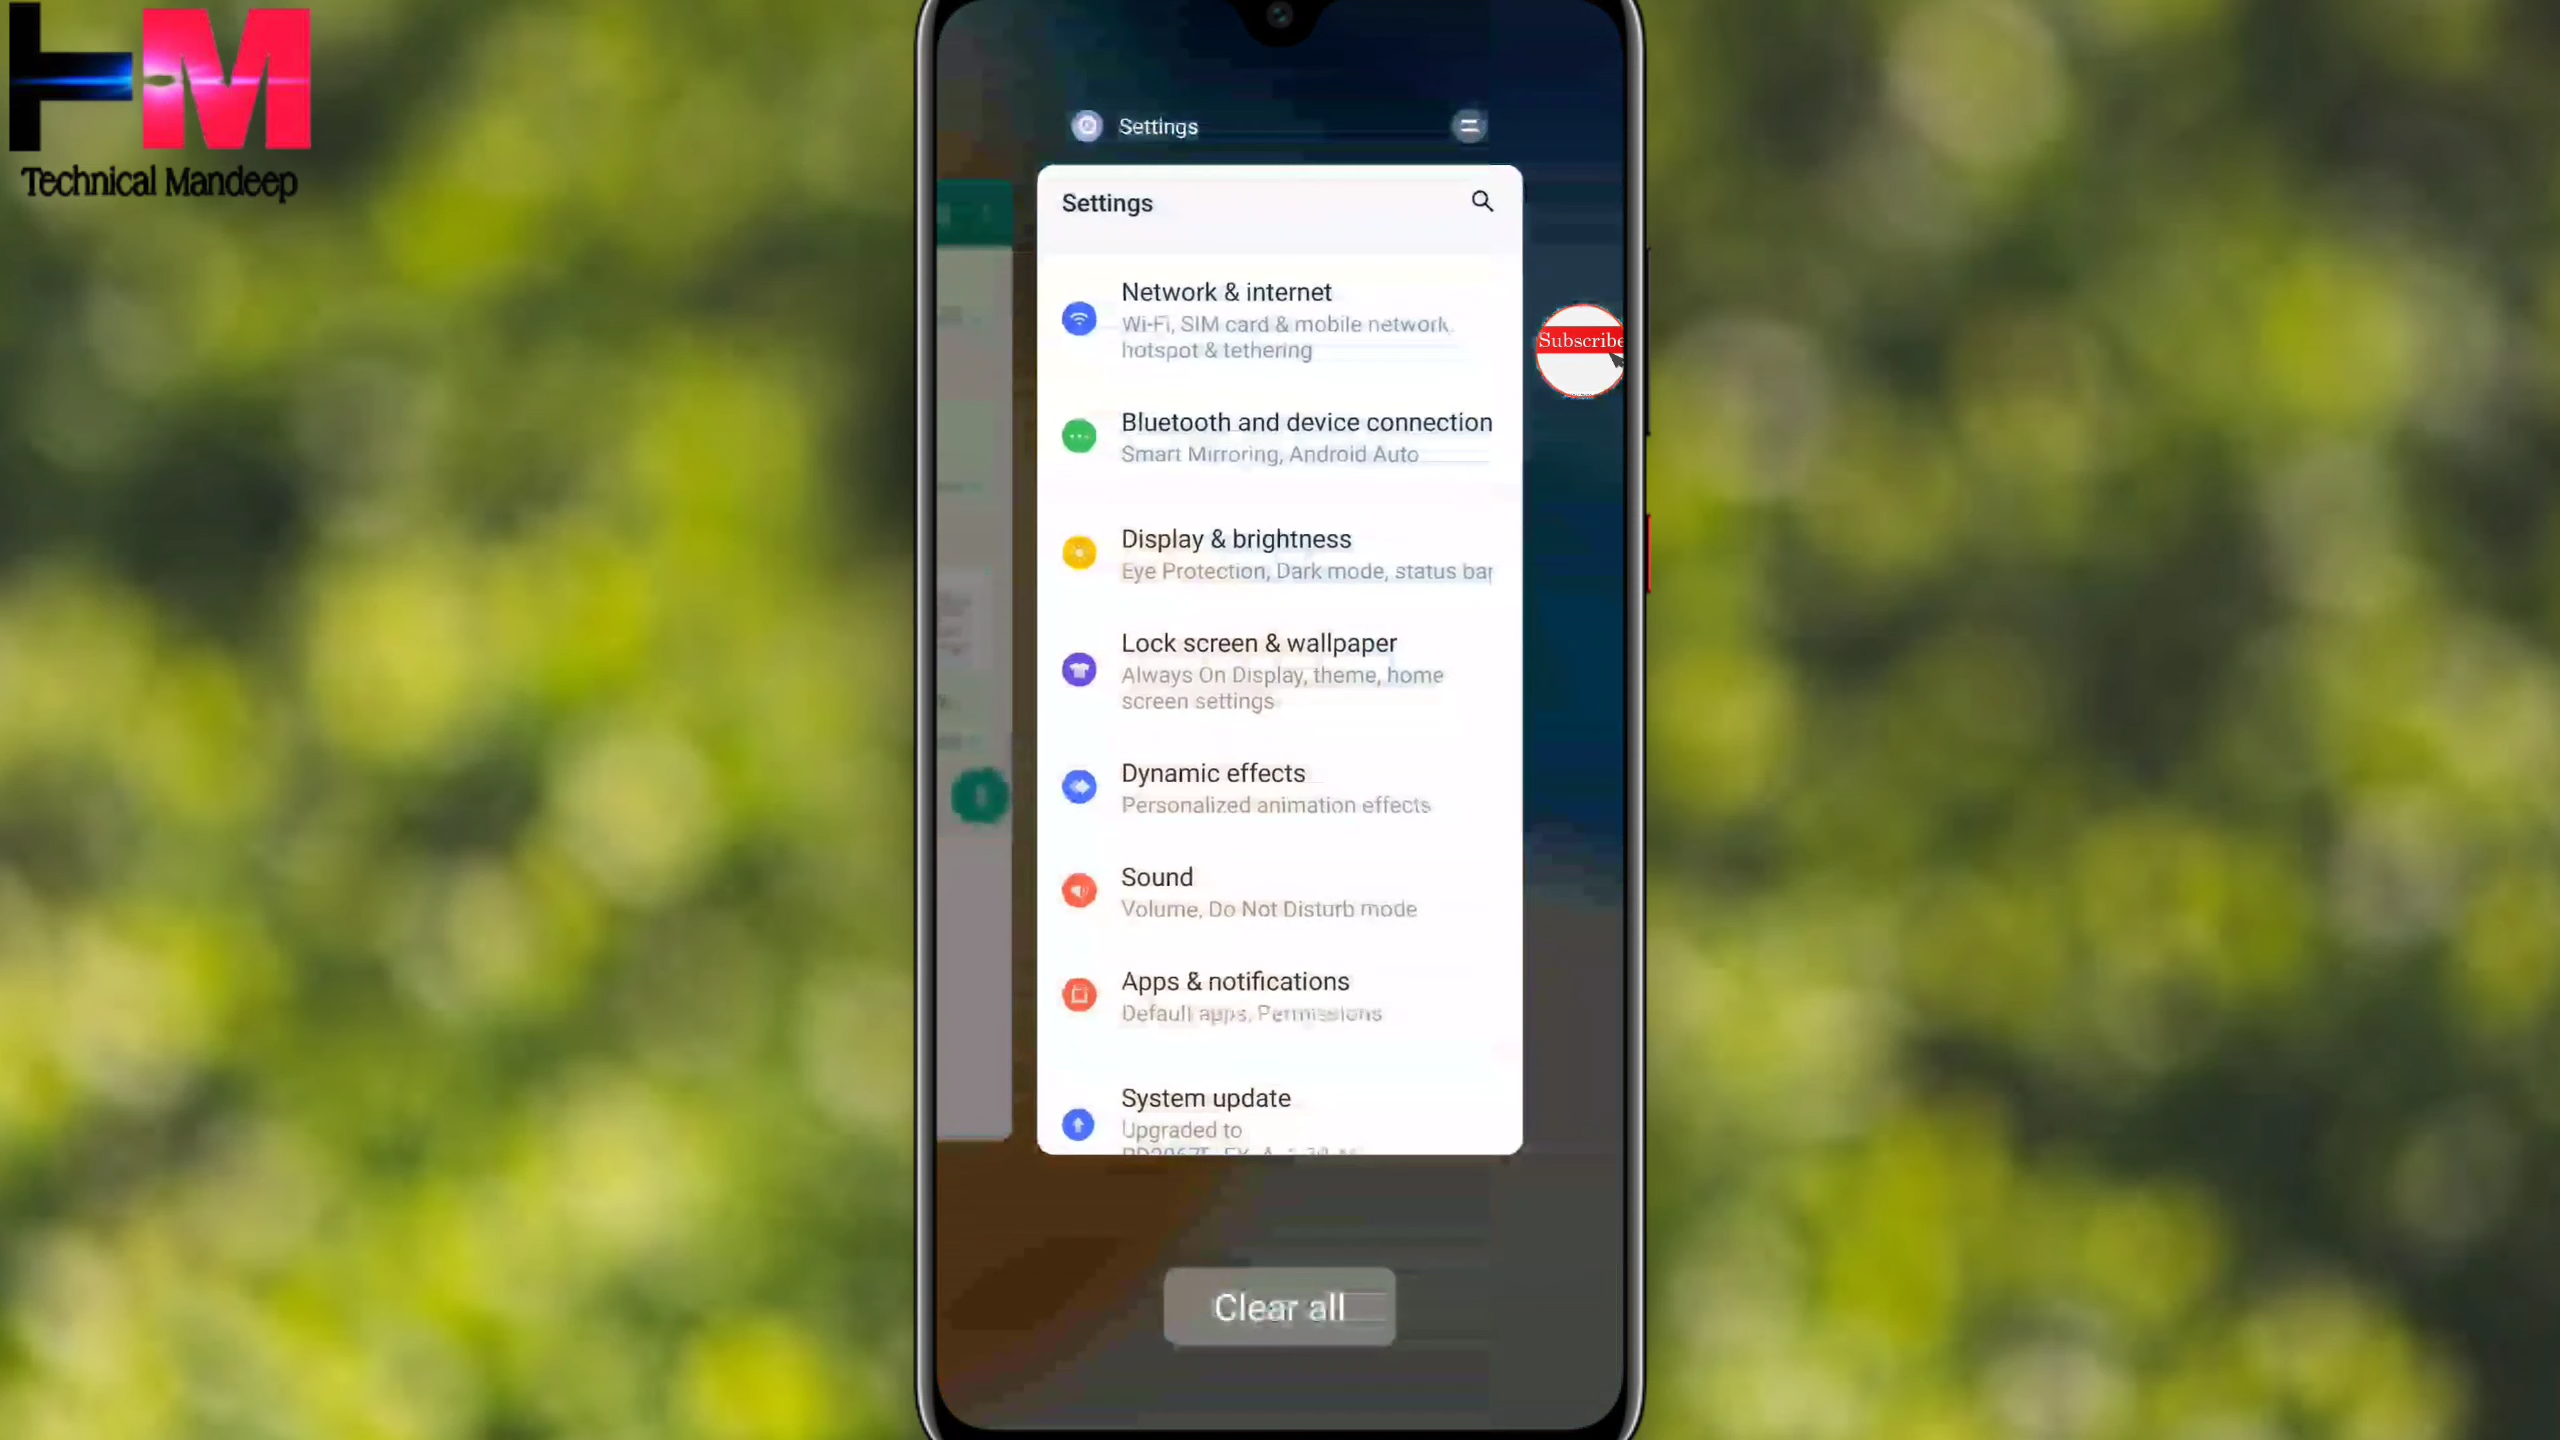 HM
Technical Mandeep
Settings
Settings
Network & internet
Wi-Fi, SIM card & mobile network,
hotspot & tethering
Subscribe
Bluetooth and device connection
Smart Mirroring, Android Auto
Display & brightness
Eye Protection, Dark mode, status bar
Lock screen & wallpaper
Always On Display, theme, home
screen settings
Dynamic effects
Personalized animation effects
Sound
Volume, Do Not Disturb mode
Apps & notifications
Default apps, Permissions
System update
Upgraded to
Clear all